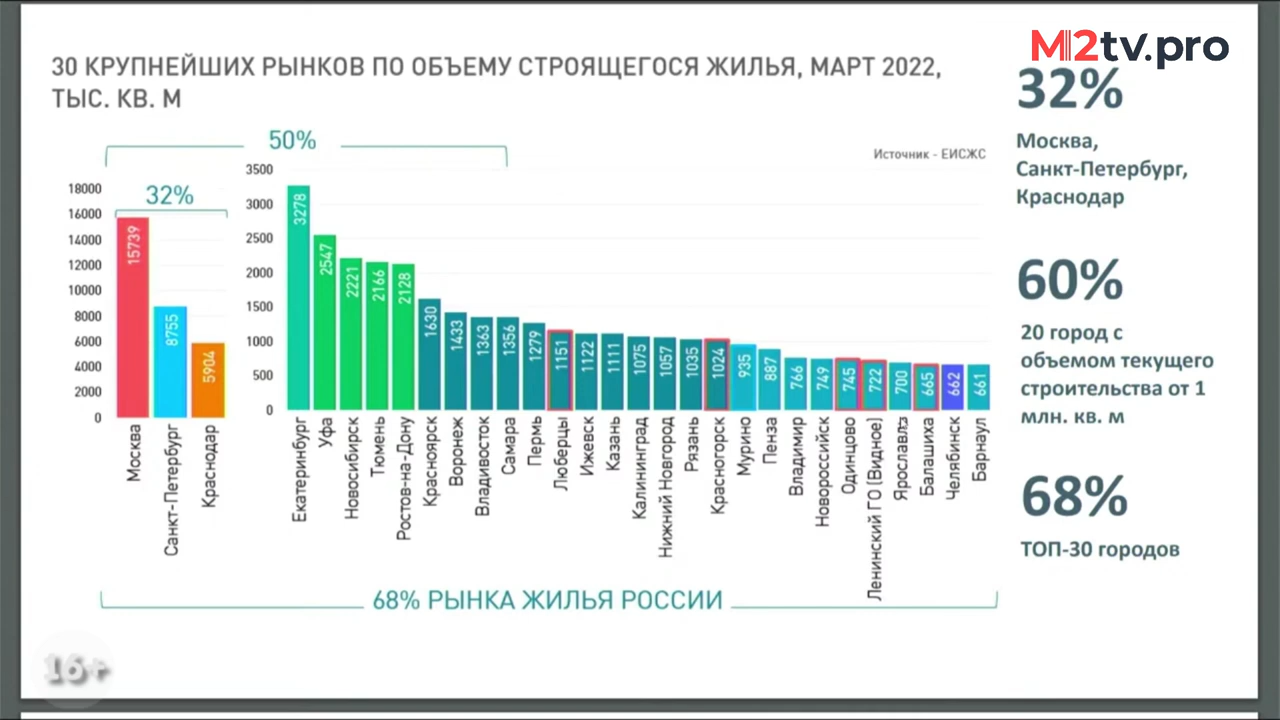 M2tv.pro
30 КРУПНЕЙШИХ РЫНКОВ ПО ОБЪЕМУ СТРОЯЩЕГОСЯ ЖИЛЬЯ, МАРТ 2022,
ТЫС. КВ. М
Источник - ЕИСЖС
50%
32%
18000
16000
14000
12000
10000
8000
6000
4000
2000
0
15739
8755
5904
Москва
Санкт-Петербург
Краснодар
3500
3000
2500
2000
1500
1000
500
0
3278
2547
2221
2166
2128
1630
1433
1363
1356
1279
1151
1122
1111
1075
1057
1035
1024
935
887
766
749
745
722
700
665
662
661
Екатеринбург
Уфа
Новосибирск
Тюмень
Ростов-на-Дону
Красноярск
Воронеж
Владивосток
Самара
Пермь
Люберцы
Ижевск
Казань
Калининград
Нижний Новгород
Рязань
Красногорск
Мурино
Пенза
Владимир
Новороссийск
Одинцово
Ленинский ГО (Видное)
Ярославль
Балашиха
Челябинск
Барнаул
68% РЫНКА ЖИЛЬЯ РОССИИ
32%
Москва,
Санкт-Петербург,
Краснодар
60%
20 город с
объемом текущего
строительства от 1
млн. кв. м
68%
ТОП-30 городов
16+